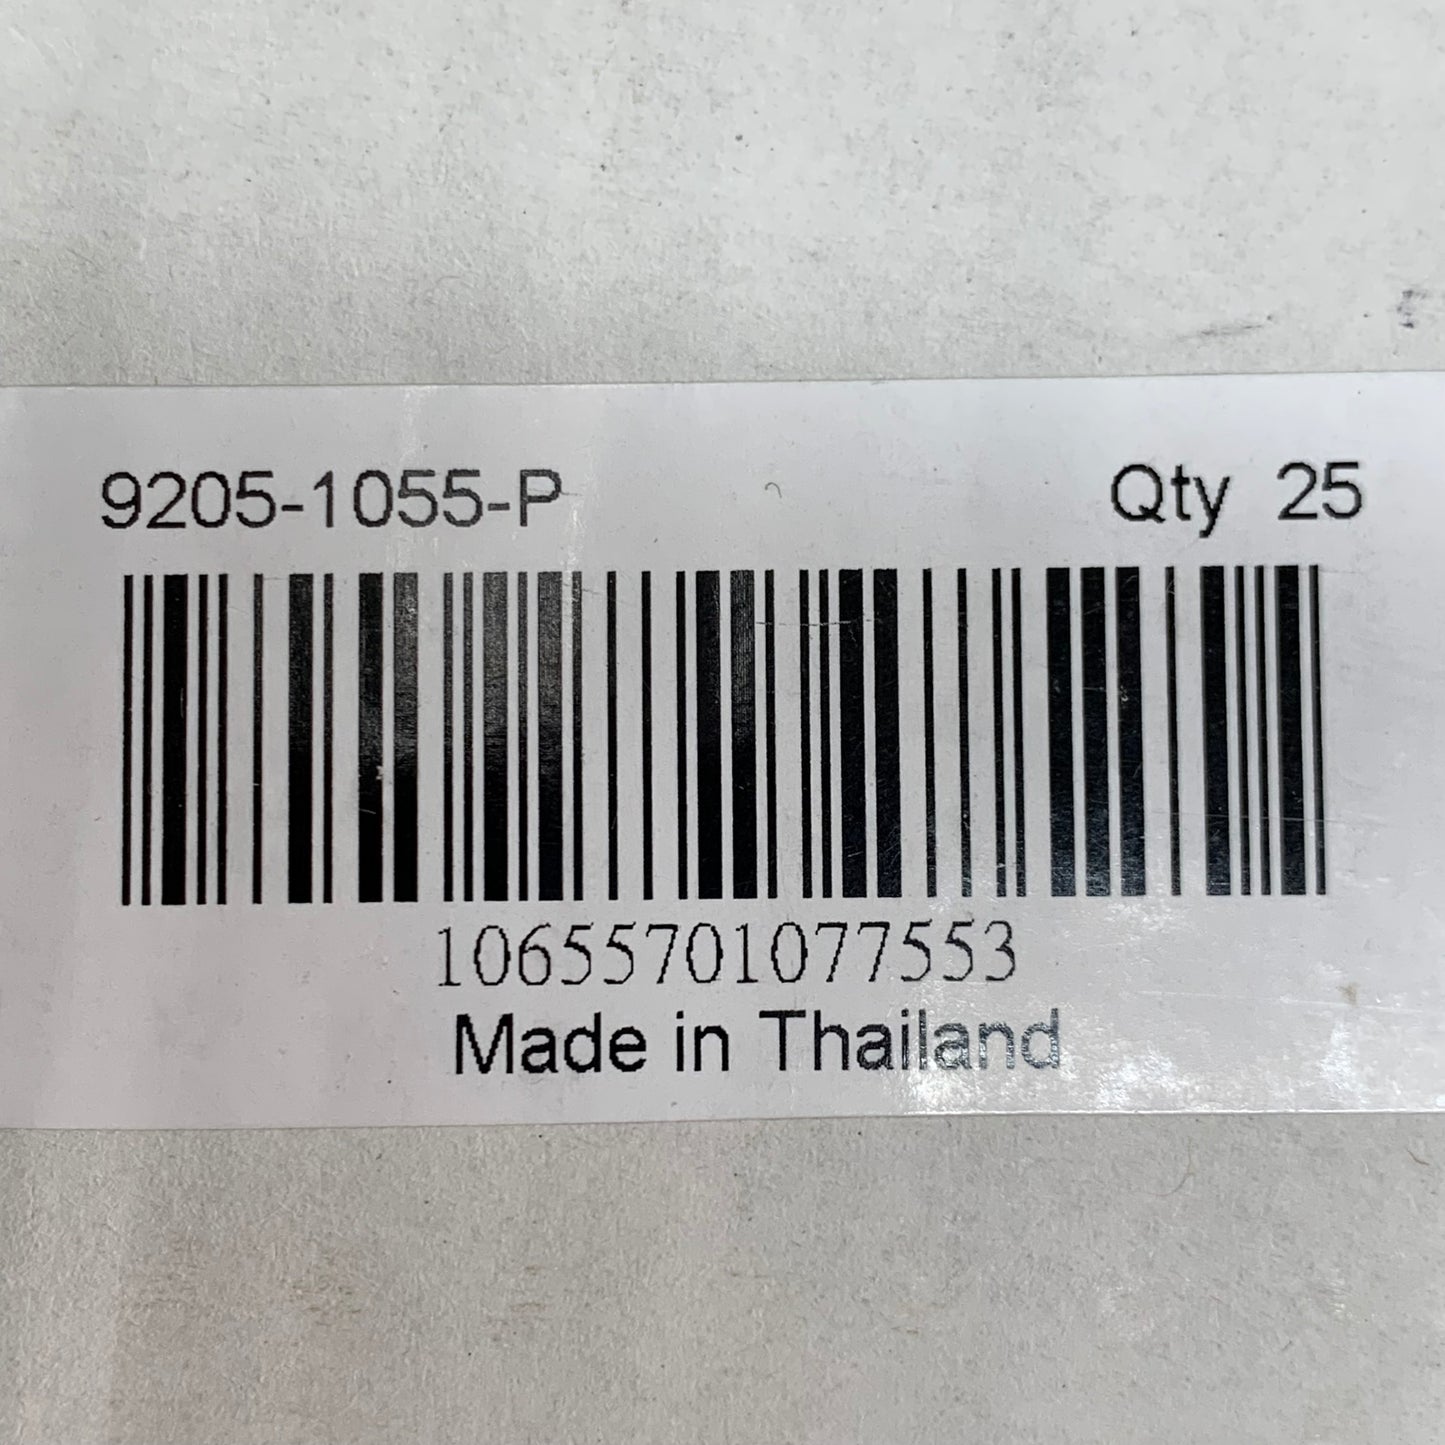 9205-1055-P Qty 25
10655701077553
Made in Thailand